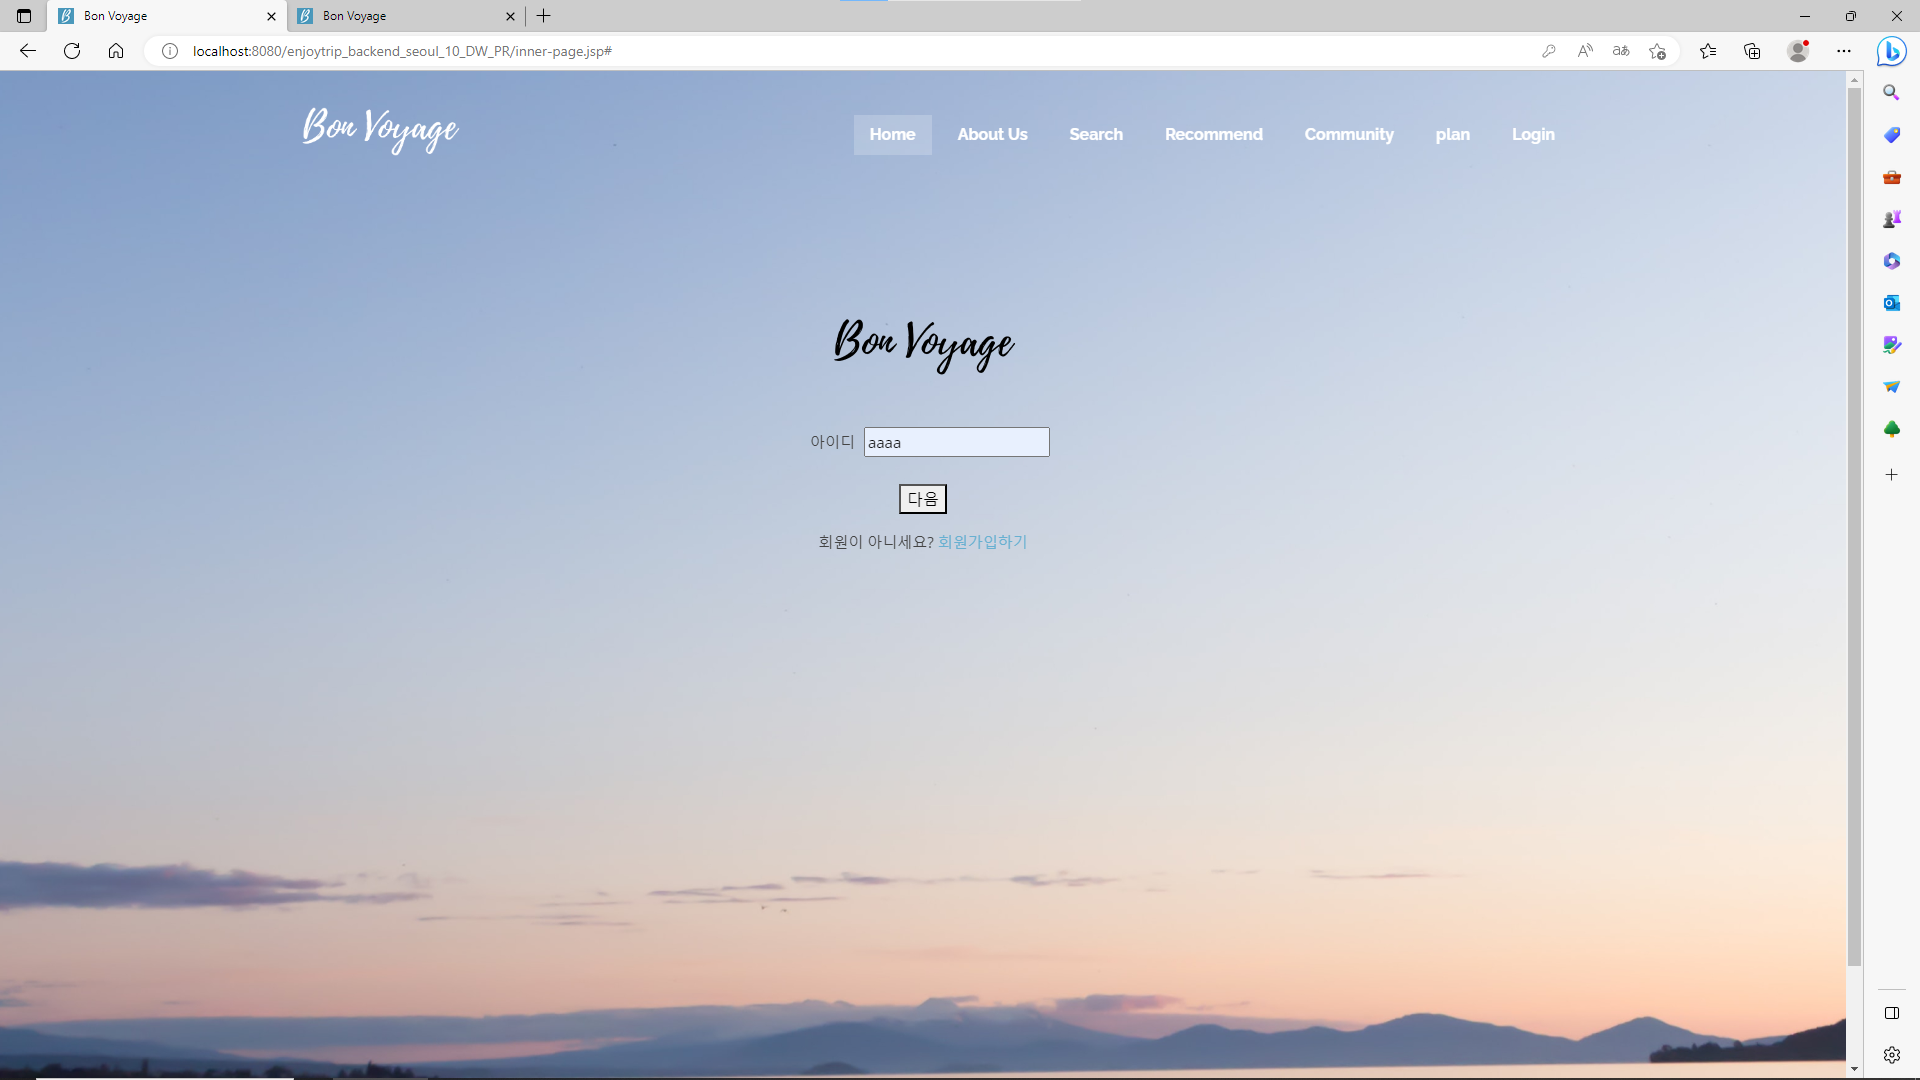 Bon Voyage
Bon Voyage
localhost:8080/enjoytrip_backend_seoul_10_DW_PR/inner-page.jsp#
Bon Voyage
Home About Us Search Recommend Community plan Login
Bon Voyage
아이디 aaaa
다음
회원이 아니세요? 회원가입하기